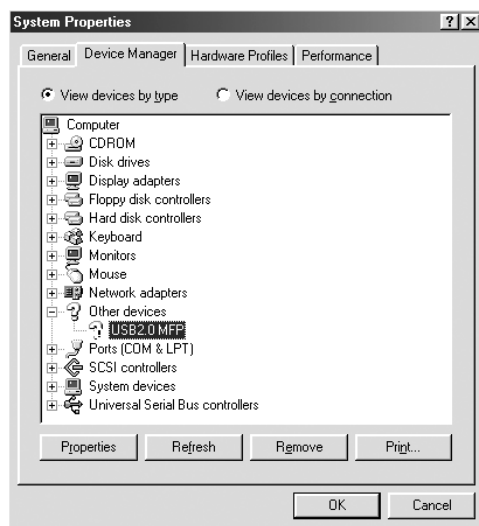 System Properties
General Device Manager Hardware Profiles Performance
View devices by type View devices by connection
Computer
CDROM
Disk drives
Display adapters
Floppy disk controllers
Hard disk controllers
Keyboard
Monitors
Mouse
Network adapters
Other devices
USB2.0 MFP
Ports (COM & LPT)
SCSI controllers
System devices
Universal Serial Bus controllers
Properties Refresh Remove Print...
OK Cancel